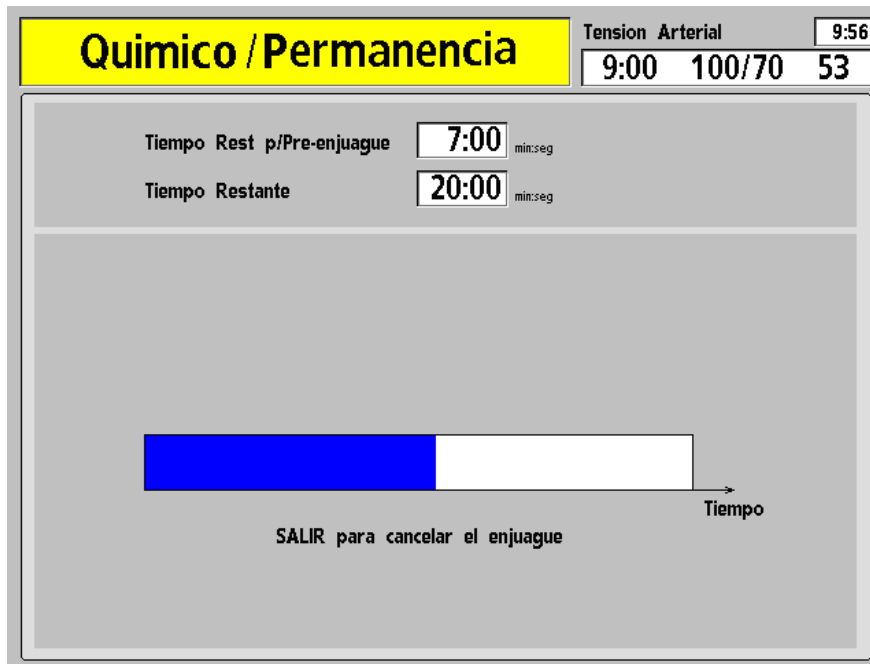 Quimico / Permanencia
Tension Arterial 9:56
9:00 100/70 53
Tiempo Rest p/Pre-enjuague 7:00 min:seg
Tiempo Restante 20:00 min:seg
Tiempo
SALIR para cancelar el enjuague